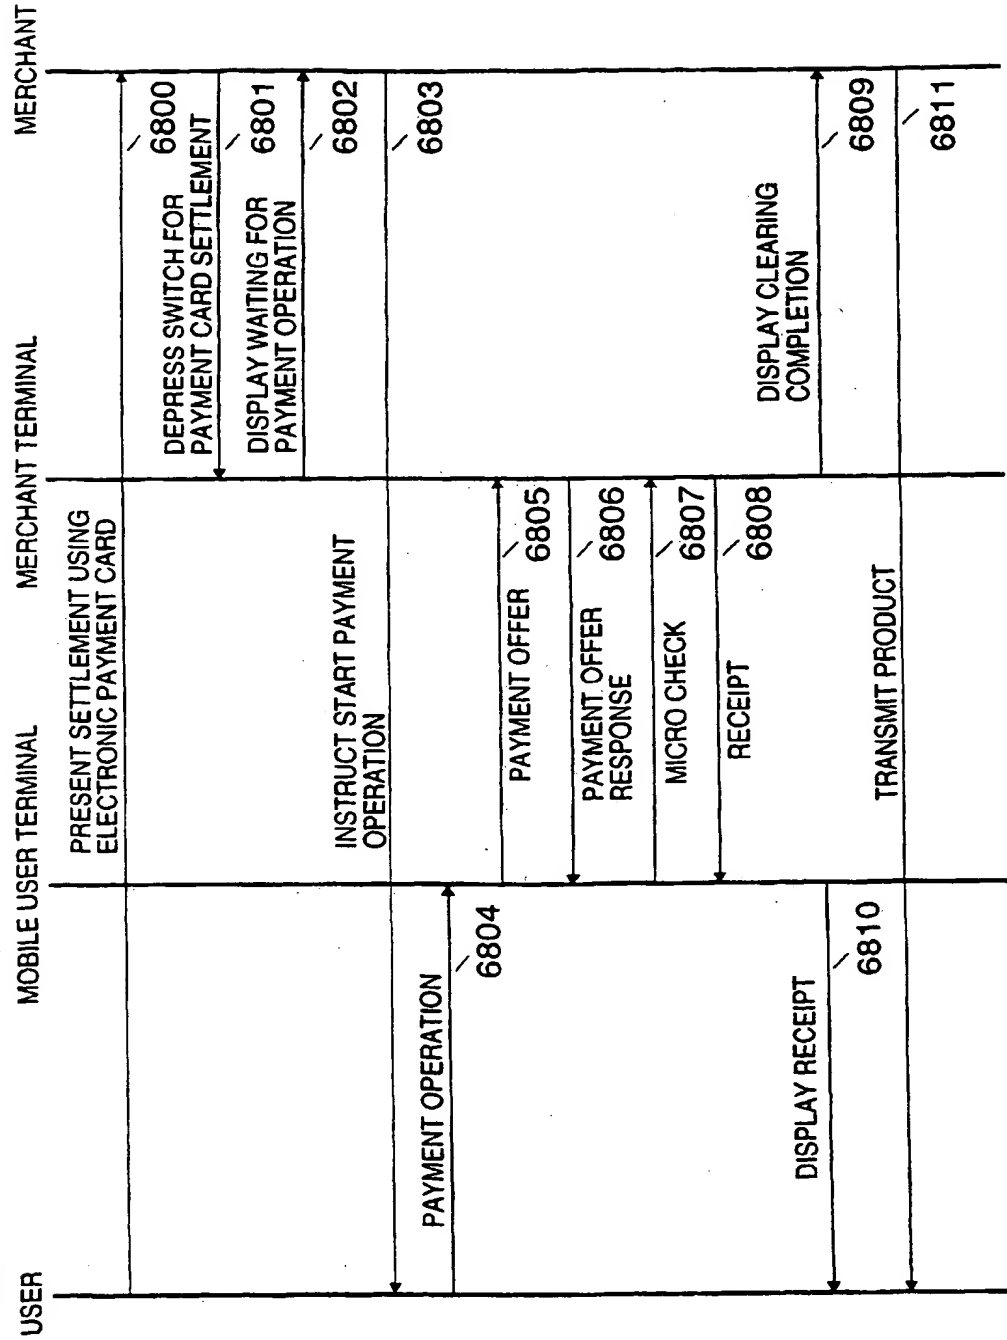 USER
MOBILE USER TERMINAL
MERCHANT TERMINAL
MERCHANT
PRESENT SETTLEMENT USING
ELECTRONIC PAYMENT CARD
6800
DEPRESS SWITCH FOR
PAYMENT CARD SETTLEMENT
6801
DISPLAY WAITING FOR
PAYMENT OPERATION
6802
INSTRUCT START PAYMENT
OPERATION
6803
PAYMENT OPERATION
6804
PAYMENT OFFER
6805
PAYMENT OFFER
RESPONSE
6806
MICRO CHECK
6807
RECEIPT
6808
DISPLAY CLEARING
COMPLETION
6809
DISPLAY RECEIPT
6810
TRANSMIT PRODUCT
6811